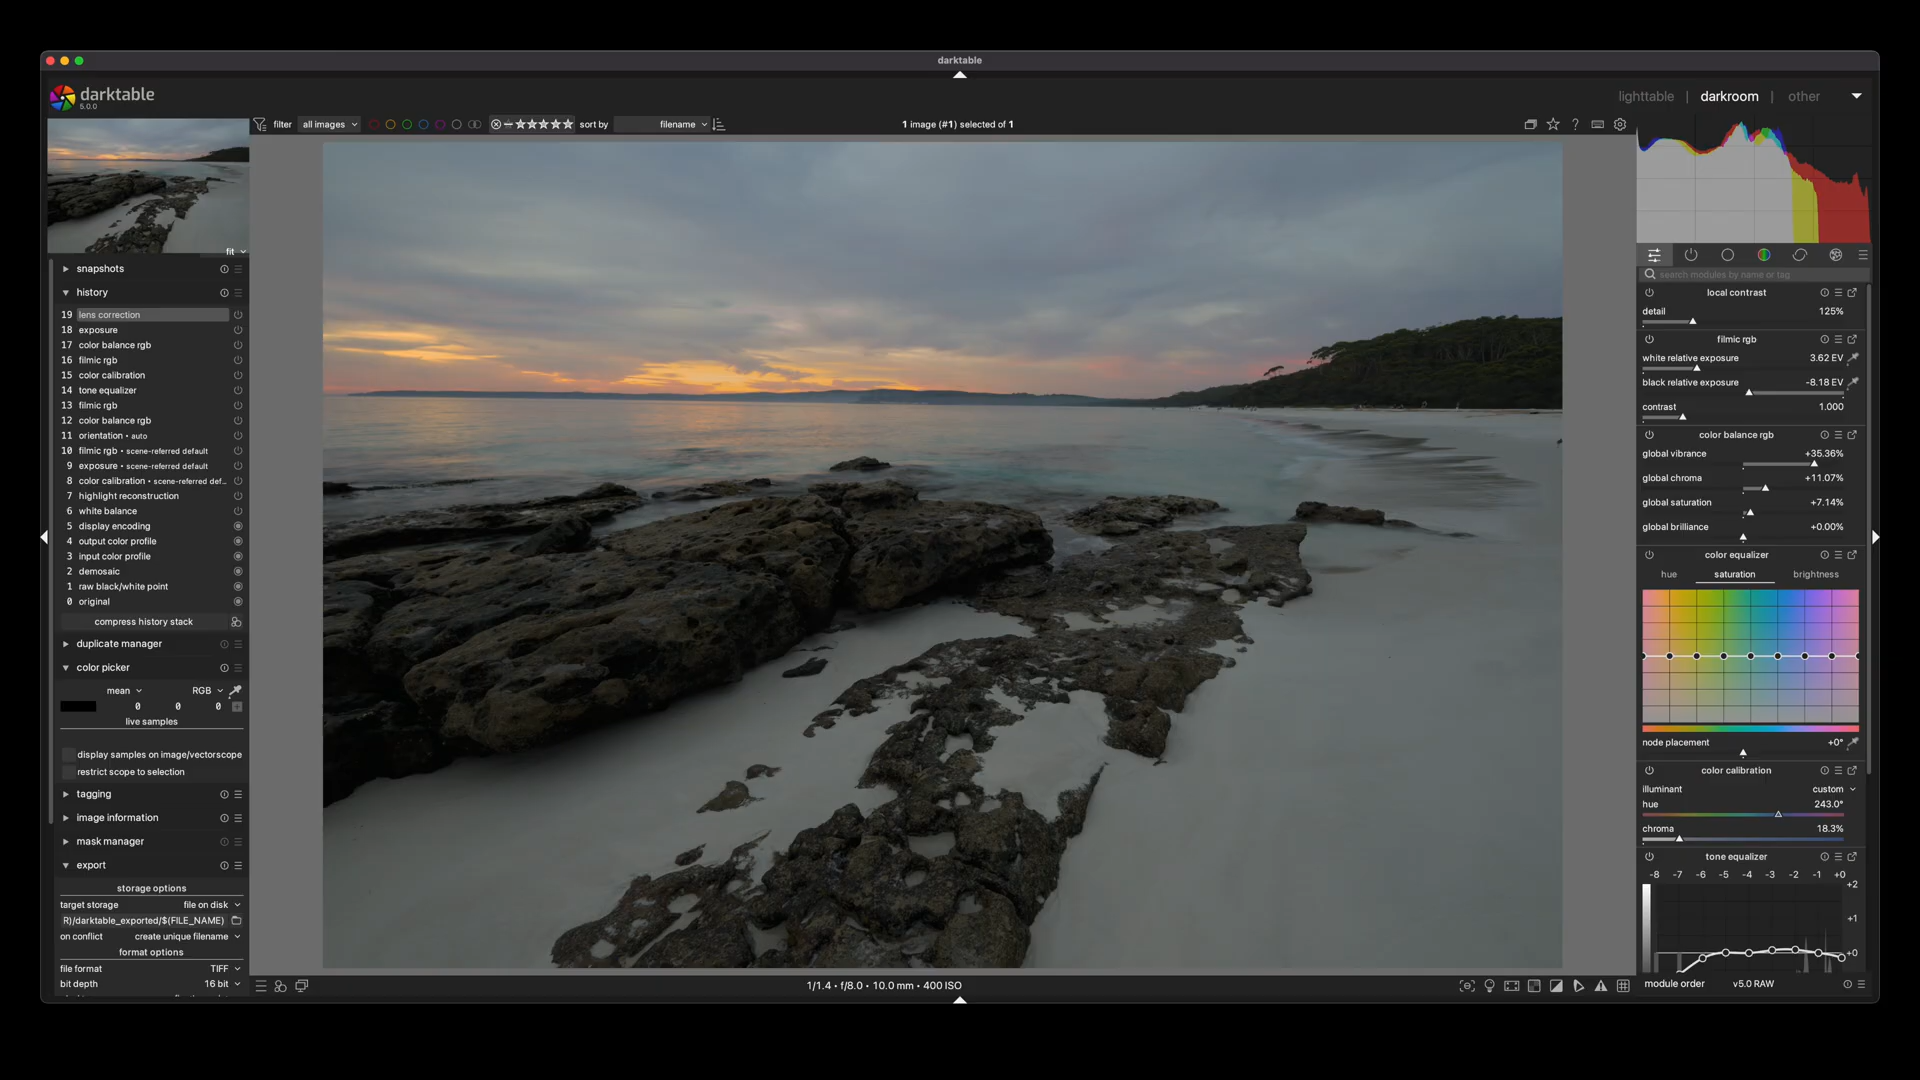 darktable
darktable
5.0.0
lighttable | darkroom | other
filter all images sort by filename
1 image (#1) selected of 1
fit
snapshots
history
19 lens correction
18 exposure
17 color balance rgb
16 filmic rgb
15 color calibration
14 tone equalizer
13 filmic rgb
12 color balance rgb
11 orientation • auto
10 filmic rgb • scene-referred default
9 exposure • scene-referred default
8 color calibration • scene-referred def...
7 highlight reconstruction
6 white balance
5 display encoding
4 output color profile
3 input color profile
2 demosaic
1 raw black/white point
0 original
compress history stack
duplicate manager
color picker
mean RGB
0 0 0
live samples
display samples on image/vectorscope
restrict scope to selection
tagging
image information
mask manager
export
storage options
target storage file on disk
R)/darktable_exported/$(FILE_NAME)
on conflict create unique filename
format options
file format TIFF
bit depth 16 bit
1/1.4 • f/8.0 • 10.0 mm • 400 ISO
search modules by name or tag
local contrast
detail 125%
filmic rgb
white relative exposure 3.62 EV
black relative exposure -8.18 EV
contrast 1.000
color balance rgb
global vibrance +35.36%
global chroma +11.07%
global saturation +7.14%
global brilliance +0.00%
color equalizer
hue saturation brightness
node placement +0°
color calibration
illuminant custom
hue 243.0°
chroma 18.3%
tone equalizer
-8 -7 -6 -5 -4 -3 -2 -1 +0
+2
+1
+0
module order v5.0 RAW